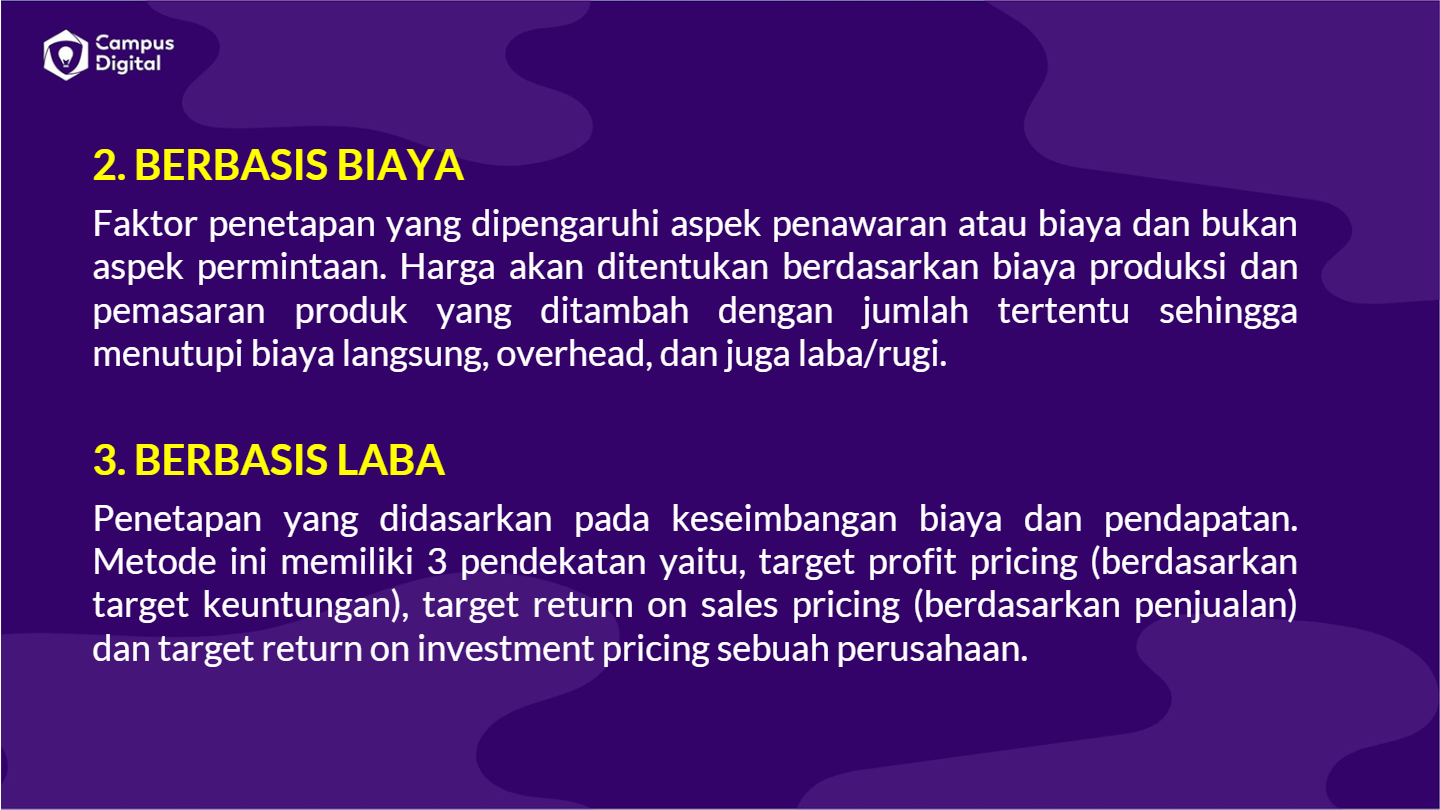 Campus
Digital
2. BERBASIS BIAYA
Faktor penetapan yang dipengaruhi aspek penawaran atau biaya dan bukan
aspek permintaan. Harga akan ditentukan berdasarkan biaya produksi dan
pemasaran produk yang ditambah dengan jumlah tertentu sehingga
menutupi biaya langsung, overhead, dan juga laba/rugi.
3. BERBASIS LABA
Penetapan yang didasarkan pada keseimbangan biaya dan pendapatan.
Metode ini memiliki 3 pendekatan yaitu, target profit pricing (berdasarkan
target keuntungan), target return on sales pricing (berdasarkan penjualan)
dan target return on investment pricing sebuah perusahaan.